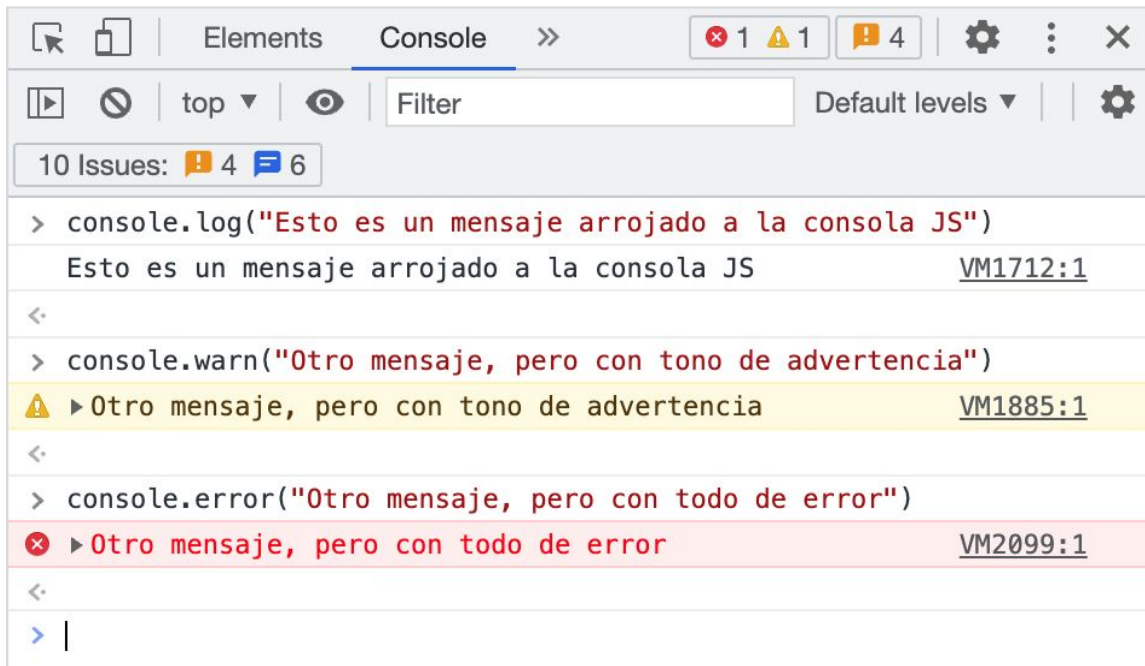 Elements Console 1 1 4
top Filter Default levels
10 Issues: 4 6
> console.log("Esto es un mensaje arrojado a la consola JS")
Esto es un mensaje arrojado a la consola JS VM1712:1
> console.warn("Otro mensaje, pero con tono de advertencia")
Otro mensaje, pero con tono de advertencia VM1885:1
> console.error("Otro mensaje, pero con todo de error")
Otro mensaje, pero con todo de error VM2099:1
>